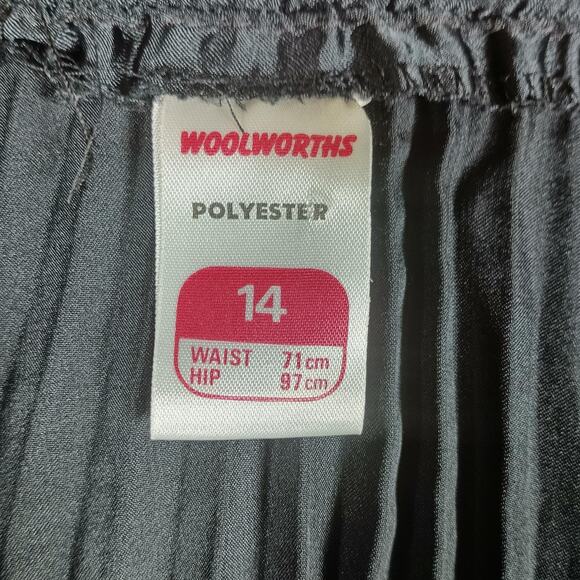 WOOLWORTHS
POLYESTER
14
WAIST 71cm
HIP 97cm